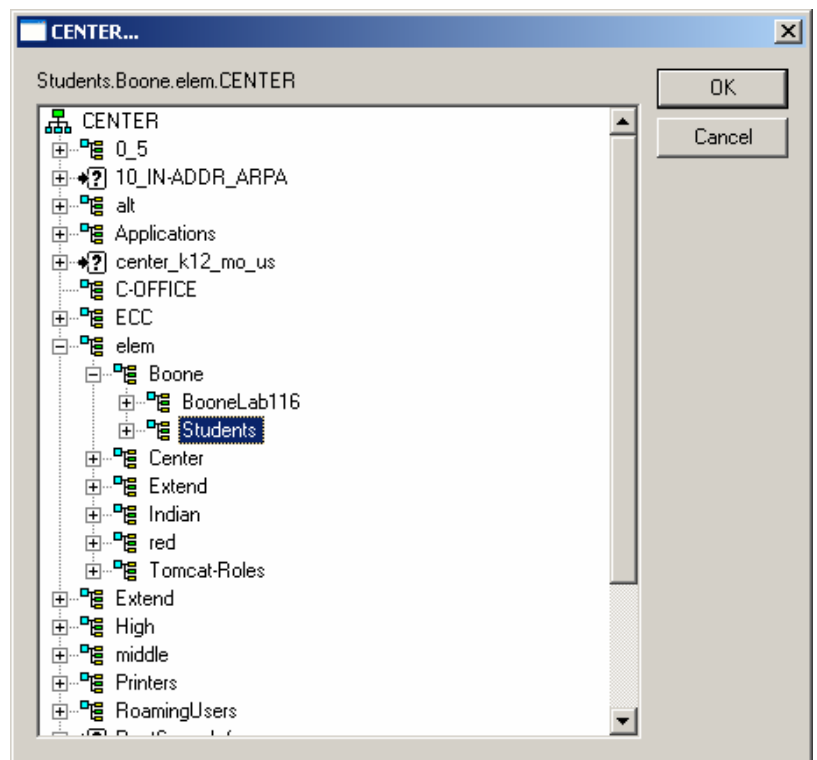 CENTER...
Students.Boone.elem.CENTER
OK
Cancel
CENTER
0_5
10_IN-ADDR_ARPA
alt
Applications
center_k12_mo_us
C-OFFICE
ECC
elem
Boone
BooneLab116
Students
Center
Extend
Indian
red
Tomcat-Roles
Extend
High
middle
Printers
RoamingUsers